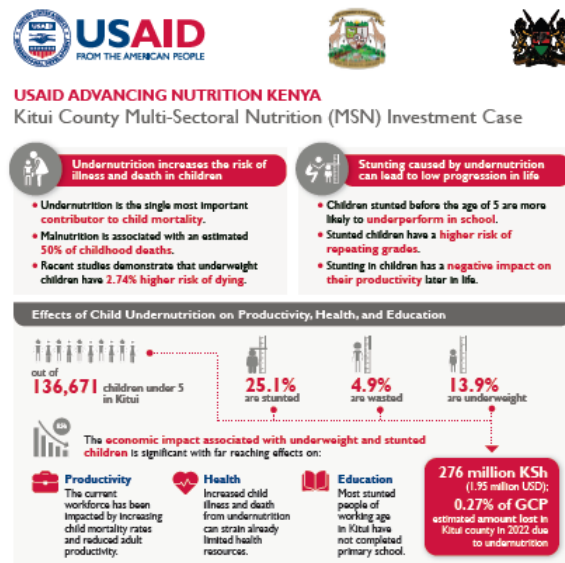 USAID
FROM THE AMERICAN PEOPLE
USAID ADVANCING NUTRITION KENYA
Kitui County Multi-Sectoral Nutrition (MSN) Investment Case
Undernutrition increases the risk of
illness and death in children
• Undernutrition is the single most important
contributor to child mortality.
• Malnutrition is associated with an estimated
50% of childhood deaths.
• Recent studies demonstrate that underweight
children have 2.74% higher risk of dying.
Stunting caused by undernutrition
can lead to low progression in life
• Children stunted before the age of 5 are more
likely to underperform in school.
• Stunted children have a higher risk of
repeating grades.
• Stunting in children has a negative impact on
their productivity later in life.
Effects of Child Undernutrition on Productivity, Health, and Education
out of
136,671 children under 5
in Kitui
25.1%
are stunted
4.9%
are wasted
13.9%
are underweight
The economic impact associated with underweight and stunted
children is significant with far reaching effects on:
Productivity
The current
workforce has been
impacted by increasing
child mortality rates
and reduced adult
productivity.
Health
Increased child
illness and death
from undernutrition
can strain already
limited health
resources.
Education
Most stunted
people of
working age
in Kitui have
not completed
primary school.
276 million KSh
(1.95 million USD);
0.27% of GCP
estimated amount lost in
Kitui county in 2022 due
to undernutrition